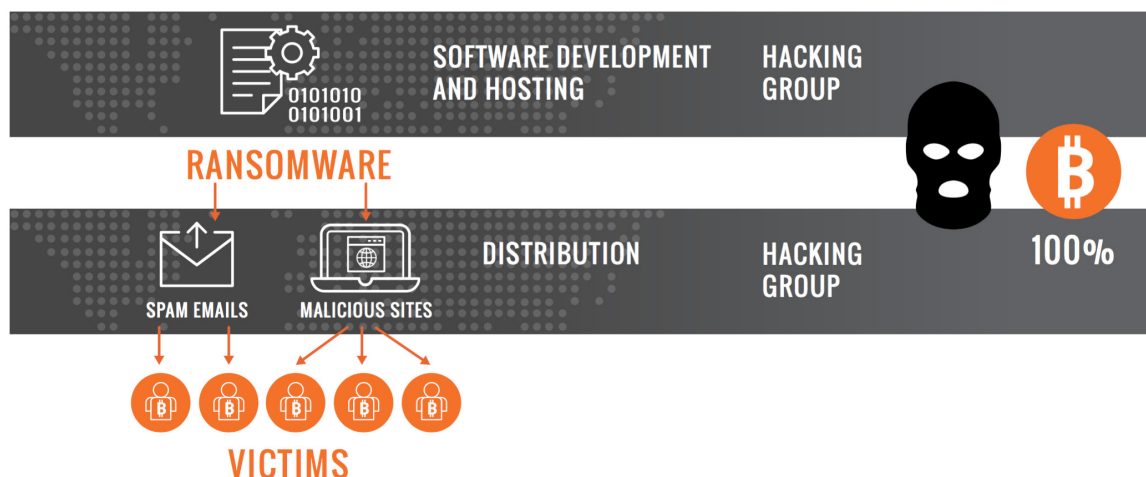 SOFTWARE DEVELOPMENT
AND HOSTING
HACKING
GROUP
0101010
0101001
RANSOMWARE
₿
100%
DISTRIBUTION
HACKING
GROUP
SPAM EMAILS
MALICIOUS SITES
₿
₿
₿
₿
₿
VICTIMS